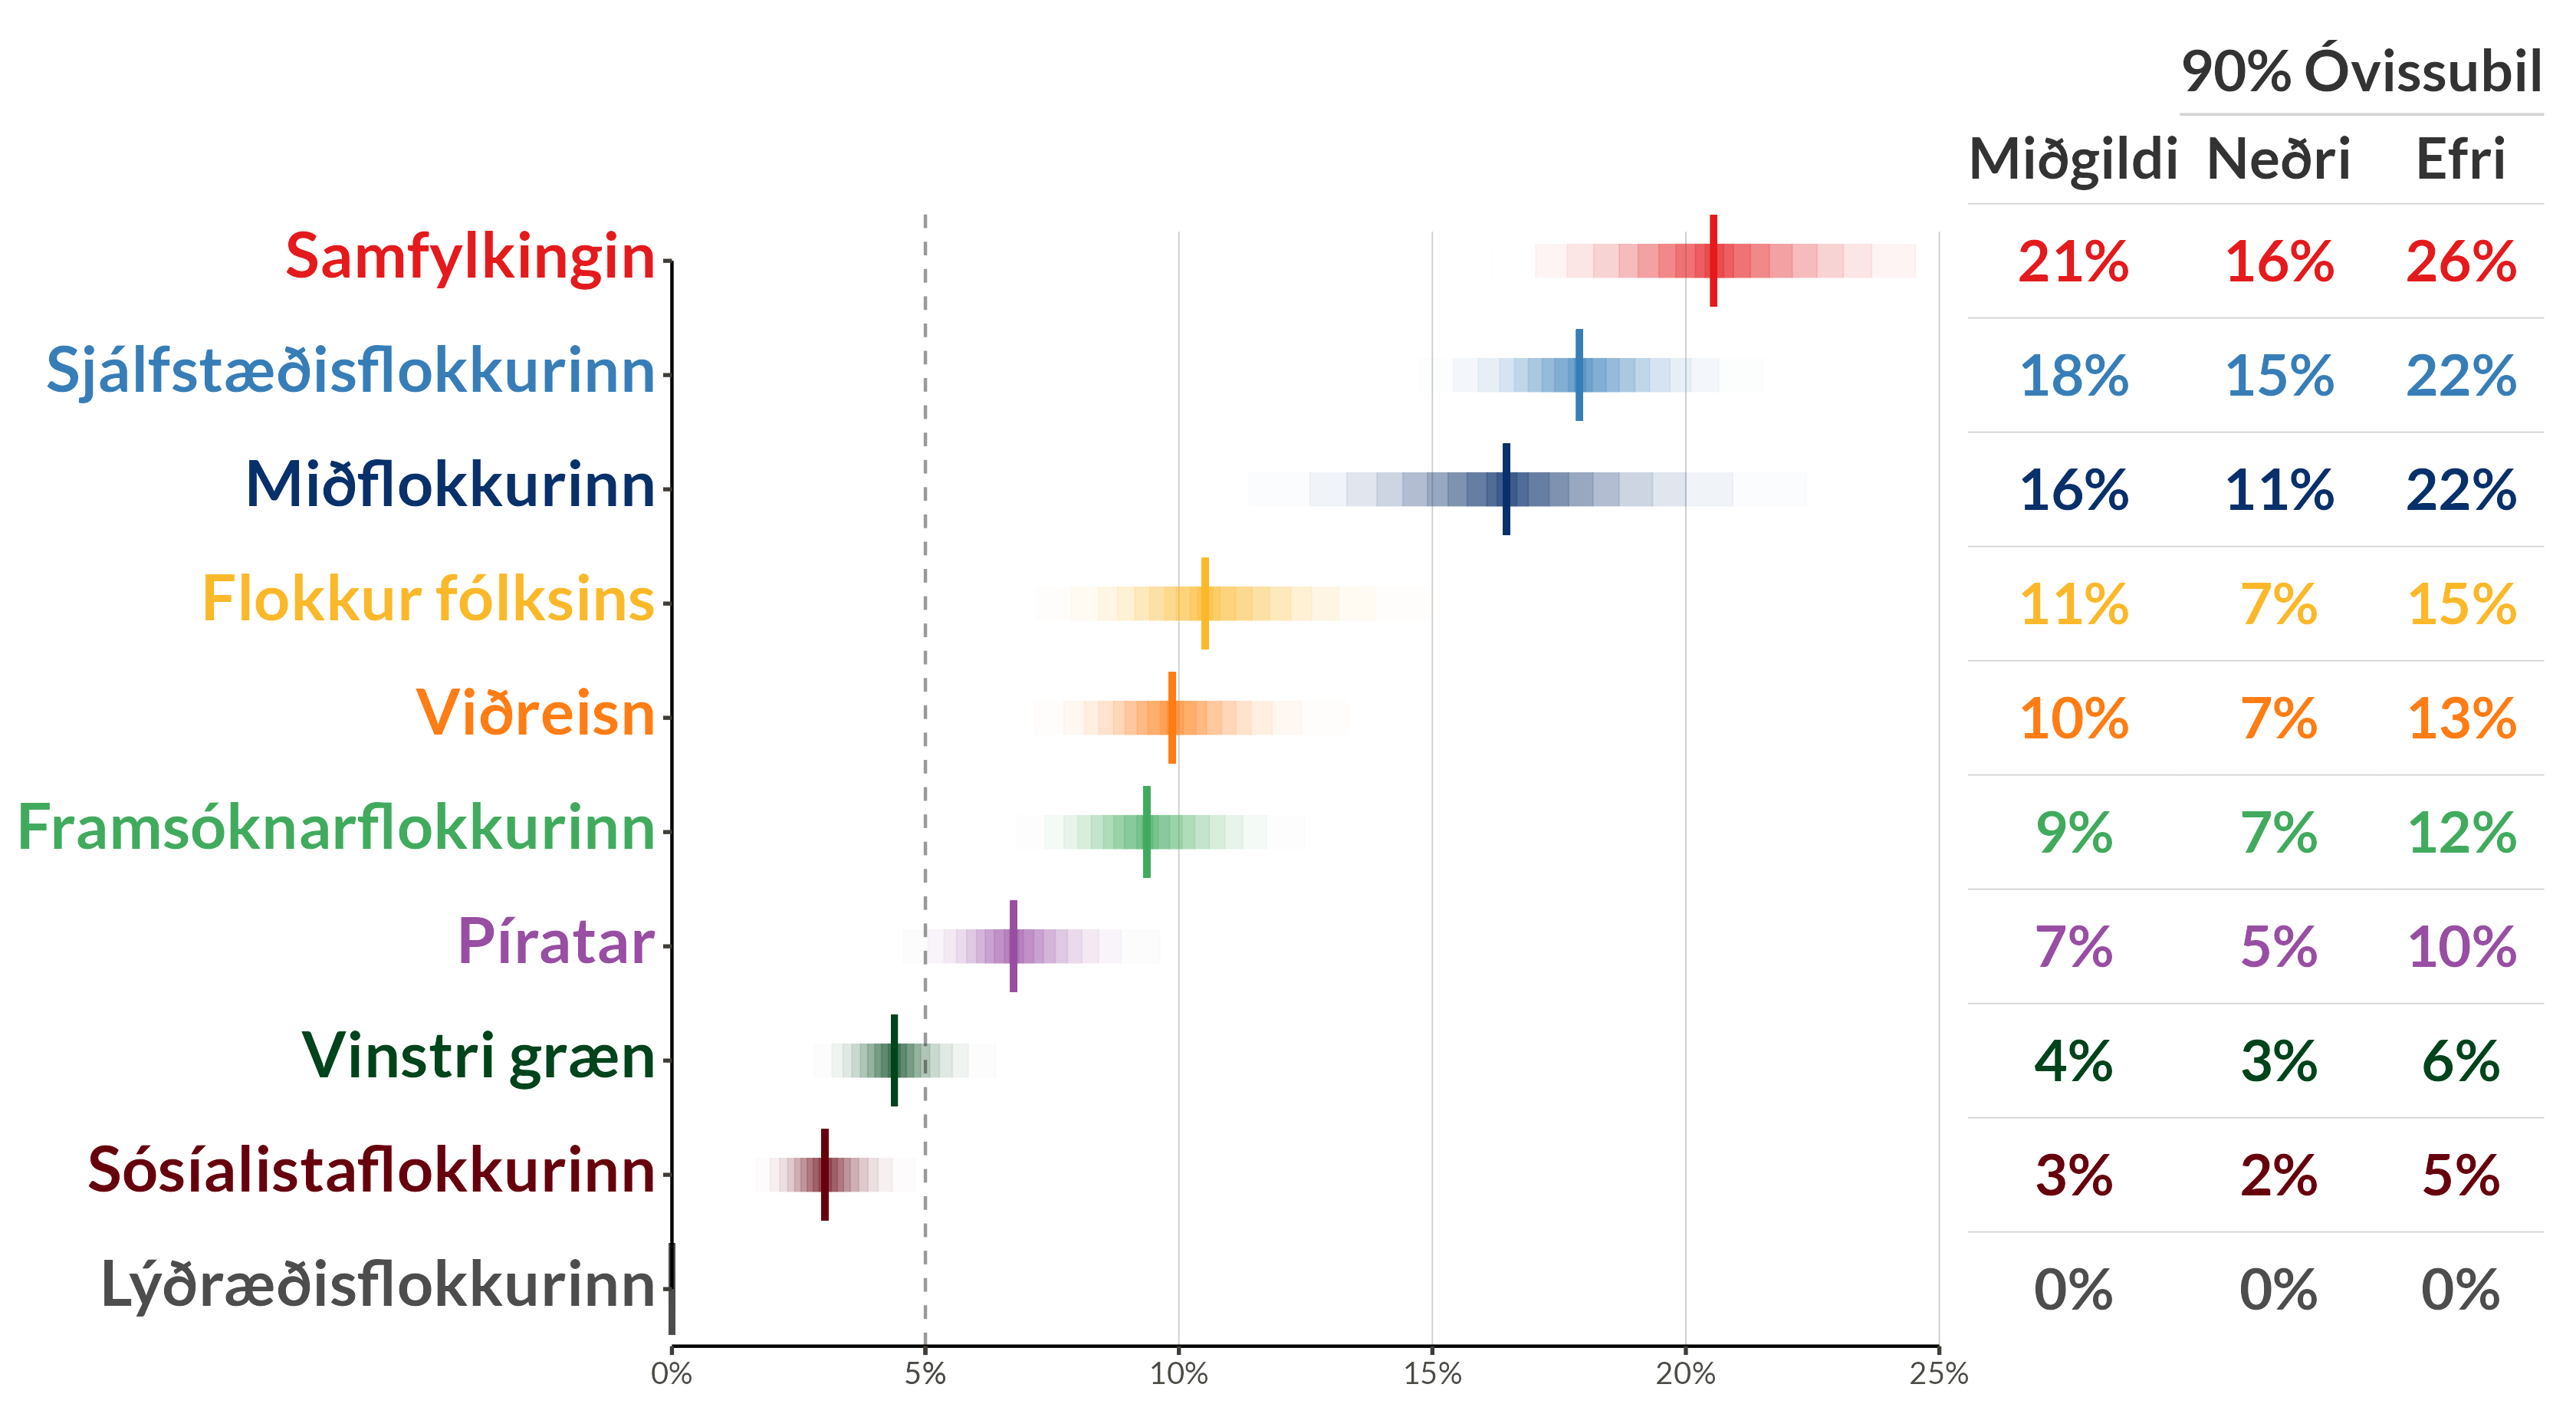 90% Óvissubil
Miðgildi Neðri Efri
Samfylkingin 21% 16% 26%
Sjálfstæðisflokkurinn 18% 15% 22%
Miðflokkurinn 16% 11% 22%
Flokkur fólksins 11% 7% 15%
Viðreisn 10% 7% 13%
Framsóknarflokkurinn 9% 7% 12%
Píratar 7% 5% 10%
Vinstri græn 4% 3% 6%
Sósíalistaflokkurinn 3% 2% 5%
Lýðræðisflokkurinn 0% 0% 0%
0% 5% 10% 15% 20% 25%